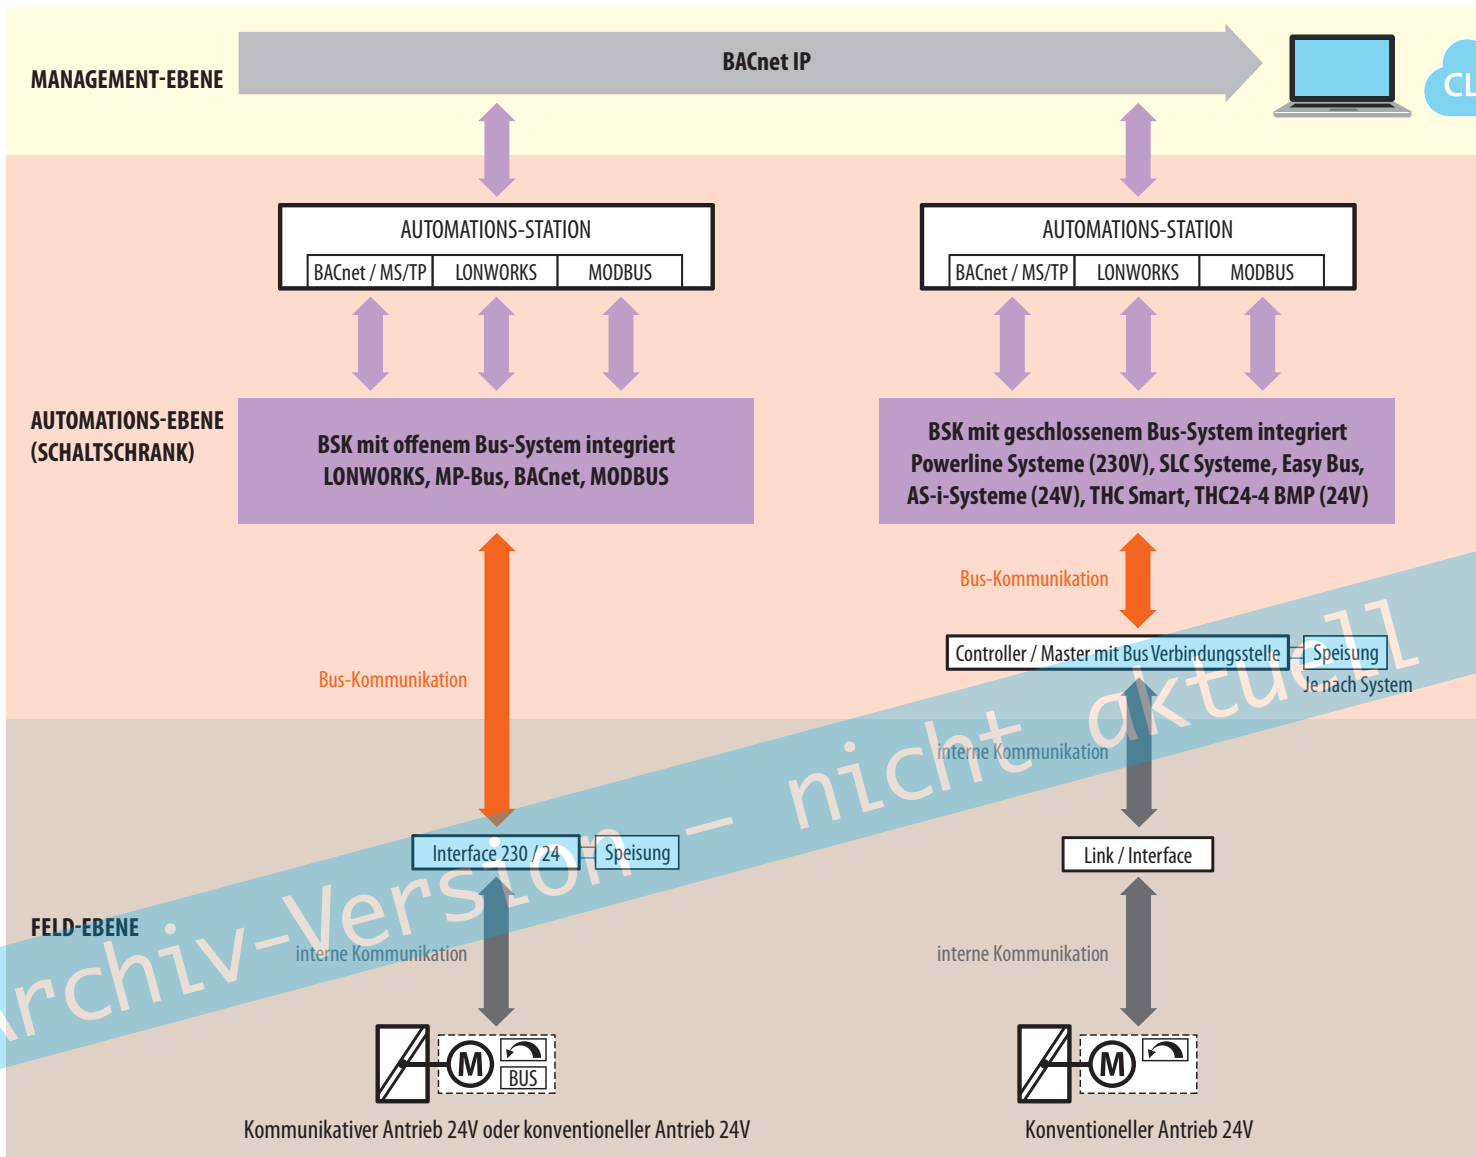 BACnet IP
MANAGEMENT-EBENE
CL
AUTOMATIONS-STATION
BACnet / MS/TP LONWORKS MODBUS
AUTOMATIONS-STATION
BACnet / MS/TP LONWORKS MODBUS
AUTOMATIONS-EBENE
(SCHALTSCHRANK)
BSK mit offenem Bus-System integriert
LONWORKS, MP-Bus, BACnet, MODBUS
BSK mit geschlossenem Bus-System integriert
Powerline Systeme (230V), SLC Systeme, Easy Bus,
AS-i-Systeme (24V), THC Smart, THC24-4 BMP (24V)
Bus-Kommunikation
Controller / Master mit Bus Verbindungsstelle
Speisung
Je nach System
Bus-Kommunikation
interne Kommunikation
Interface 230 / 24
Speisung
Link / Interface
FELD-EBENE
interne Kommunikation
interne Kommunikation
M
BUS
M
Kommunikativer Antrieb 24V oder konventioneller Antrieb 24V
Konventioneller Antrieb 24V
Archiv-Version – nicht aktuell